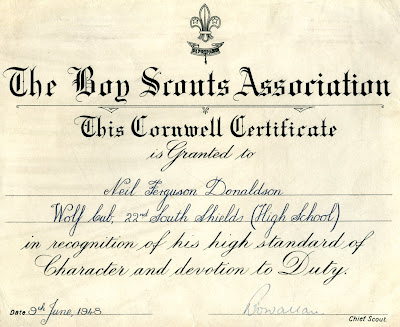 The Boy Scouts Association
This Cornwell Certificate
is Granted to
Neil Ferguson Donaldson
Wolf Cub, 22nd South Shields (High School)
in recognition of his high standard of
Character and devotion to Duty.
Date 9th June, 1948
Rowallan
Chief Scout